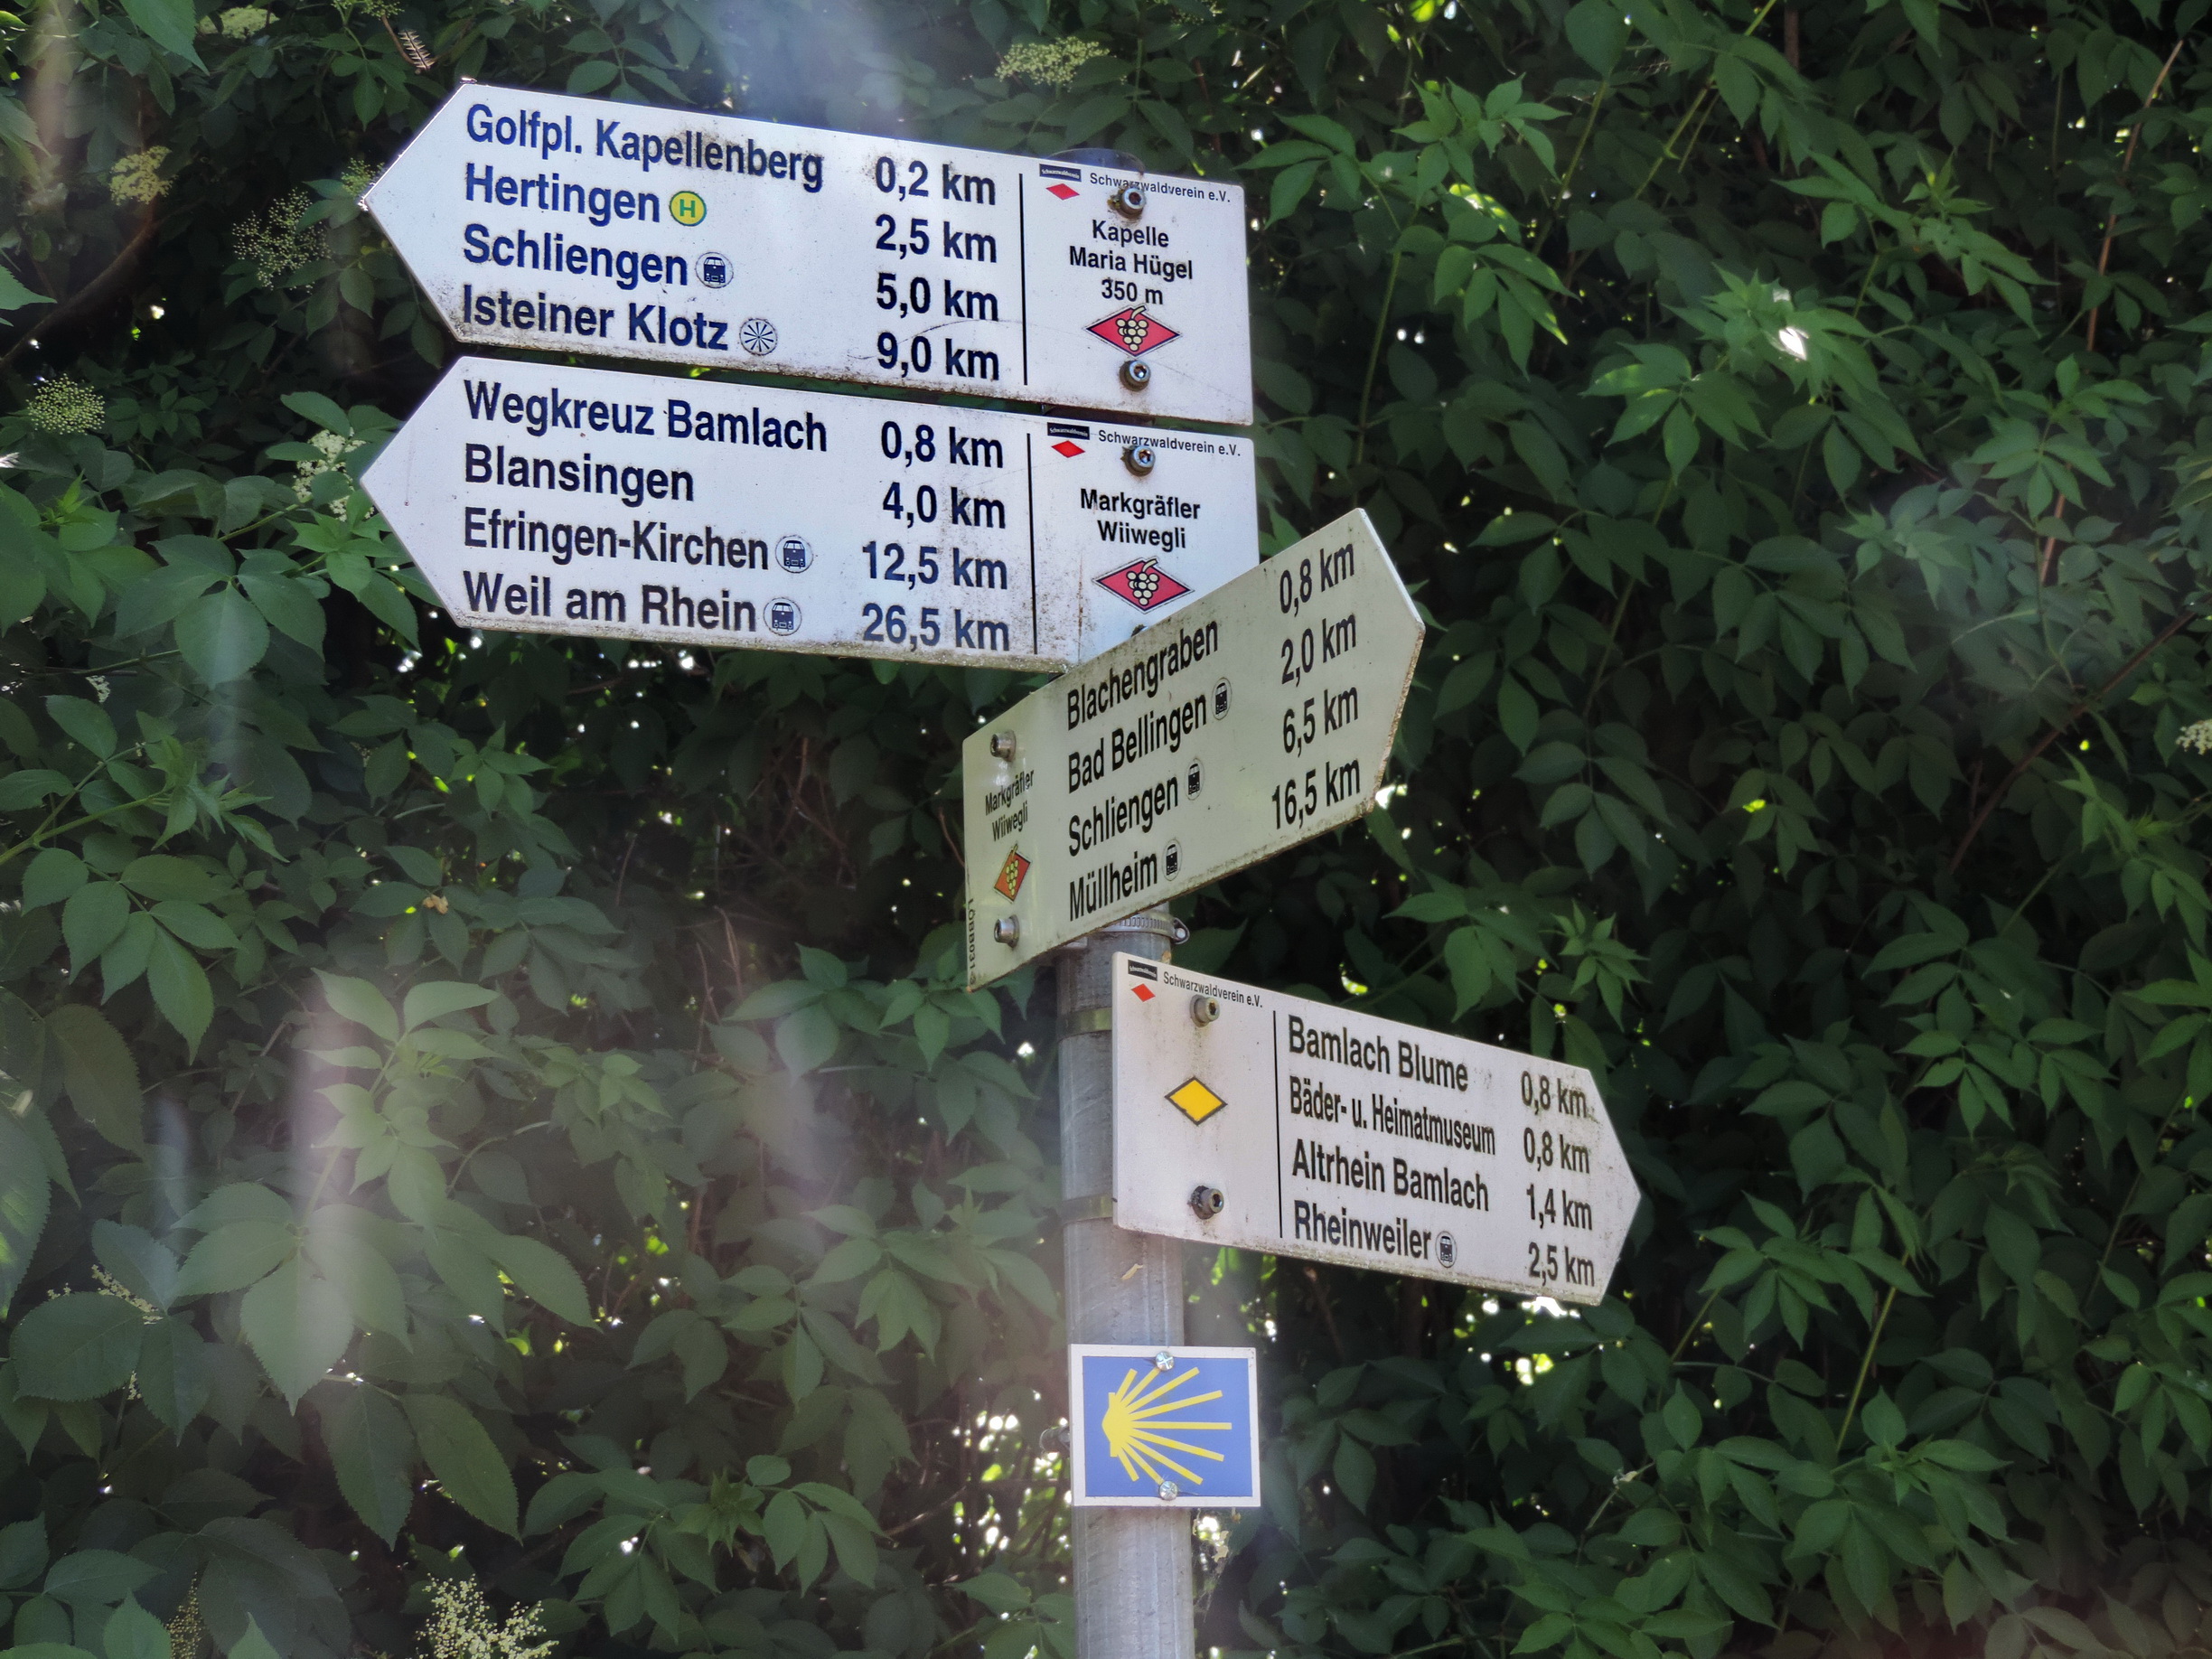 Golfpl. Kapellenberg 0,2 km
Hertingen H 2,5 km
Schliengen 5,0 km
Isteiner Klotz 9,0 km
Schwarzwaldverein
Schwarzwaldverein e.V.
Kapelle
Maria Hügel
350 m
Wegkreuz Bamlach 0,8 km
Blansingen 4,0 km
Efringen-Kirchen 12,5 km
Weil am Rhein 26,5 km
Schwarzwaldverein
Schwarzwaldverein e.V.
Markgräfler
Wiiwegli
Markgräfler
Wiiwegli
Blachengraben 0,8 km
Bad Bellingen 2,0 km
Schliengen 6,5 km
Müllheim 16,5 km
Schwarzwaldverein
Schwarzwaldverein e.V.
Bamlach Blume 0,8 km
Bäder- u. Heimatmuseum 0,8 km
Altrhein Bamlach 1,4 km
Rheinweiler 2,5 km